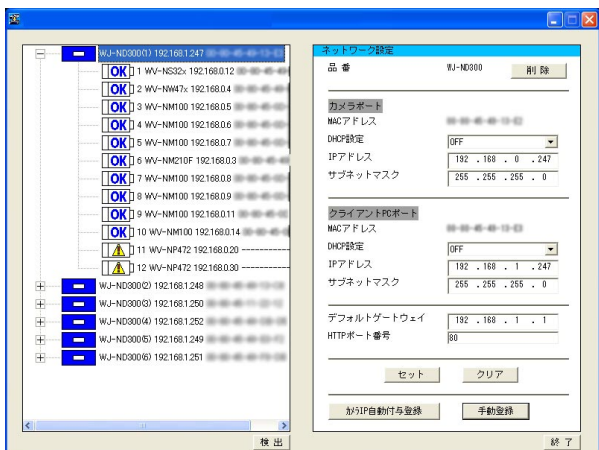 WJ-ND300(1) 192.168.1.247
OK 1 WV-NS32x 192.168.0.12
OK 2 WV-NW47x 192.168.0.4
OK 3 WV-NM100 192.168.0.5
OK 4 WV-NM100 192.168.0.6
OK 5 WV-NM100 192.168.0.7
OK 6 WV-NM210F 192.168.0.3
OK 7 WV-NM100 192.168.0.8
OK 8 WV-NM100 192.168.0.9
OK 9 WV-NM100 192.168.0.11
OK 10 WV-NM100 192.168.0.14
11 WV-NP472 192.168.0.20 ----------
12 WV-NP472 192.168.0.30 ----------
WJ-ND300(2) 192.168.1.248
WJ-ND300(3) 192.168.1.250
WJ-ND300(4) 192.168.1.252
WJ-ND300(5) 192.168.1.249
WJ-ND300(6) 192.168.1.251
検 出
ネットワーク設定
品 番 WJ-ND300 削 除
カメラポート
MACアドレス
DHCP設定 OFF
IPアドレス 192 . 168 . 0 . 247
サブネットマスク 255 . 255 . 255 . 0
クライアントPCポート
MACアドレス
DHCP設定 OFF
IPアドレス 192 . 168 . 1 . 247
サブネットマスク 255 . 255 . 255 . 0
デフォルトゲートウェイ 192 . 168 . 1 . 1
HTTPポート番号 80
セット クリア
カメラIP自動付与登録 手動登録
終 了